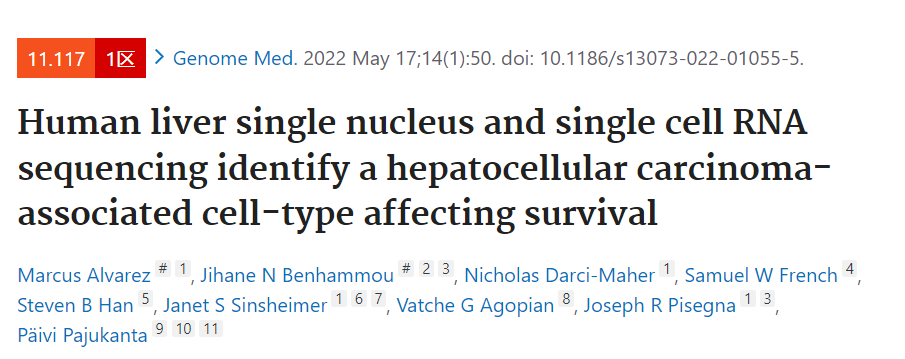 11.117 1区 > Genome Med. 2022 May 17;14(1):50. doi: 10.1186/s13073-022-01055-5.
Human liver single nucleus and single cell RNA
sequencing identify a hepatocellular carcinoma-
associated cell-type affecting survival
Marcus Alvarez # 1, Jihane N Benhammou # 2 3, Nicholas Darci-Maher 1, Samuel W French 4,
Steven B Han 5, Janet S Sinsheimer 1 6 7, Vatche G Agopian 8, Joseph R Pisegna 1 3,
Päivi Pajukanta 9 10 11